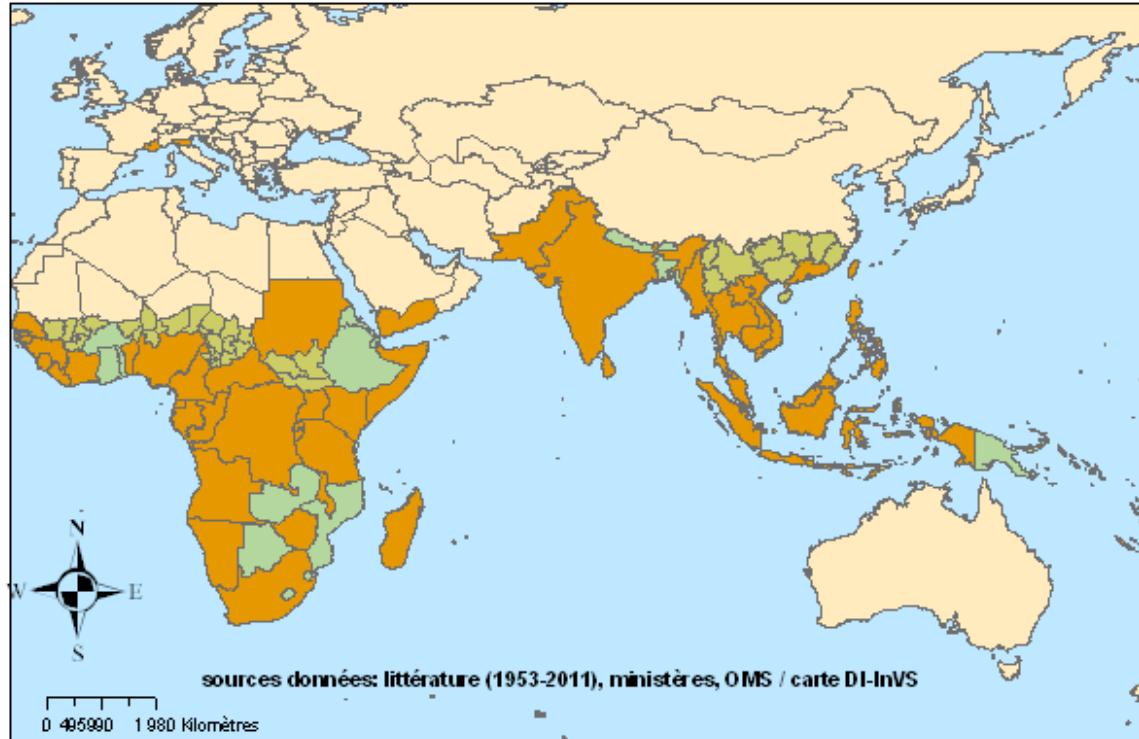 N
W E
S
sources données: littérature (1953-2011), ministères, OMS / carte DI-InVS
0 495990 1 980 Kilomètres